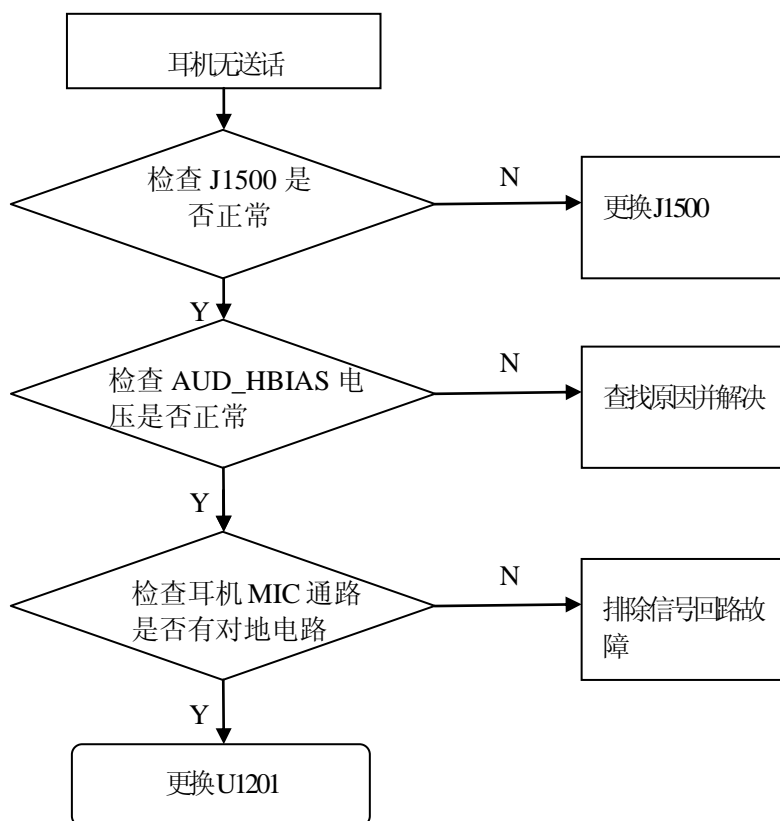 耳机无送话
检查 J1500 是
否正常
N
更换J1500
Y
检查 AUD_HBIAS 电
压是否正常
N
查找原因并解决
Y
检查耳机 MIC 通路
是否有对地电路
N
排除信号回路故
障
Y
更换U1201